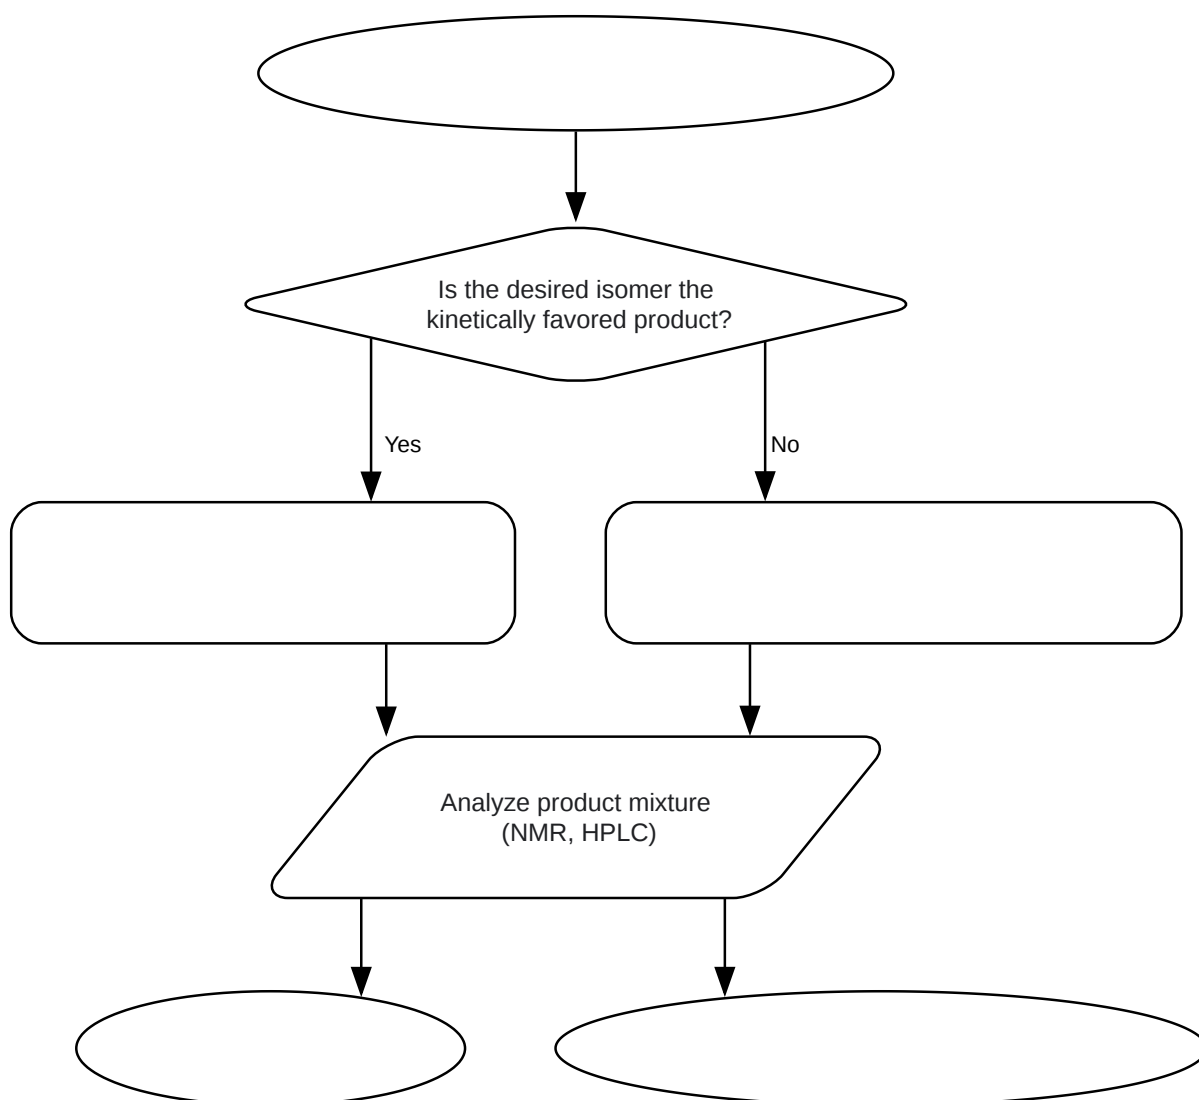 Is the desired isomer the
kinetically favored product?
Yes
No
Analyze product mixture
(NMR, HPLC)